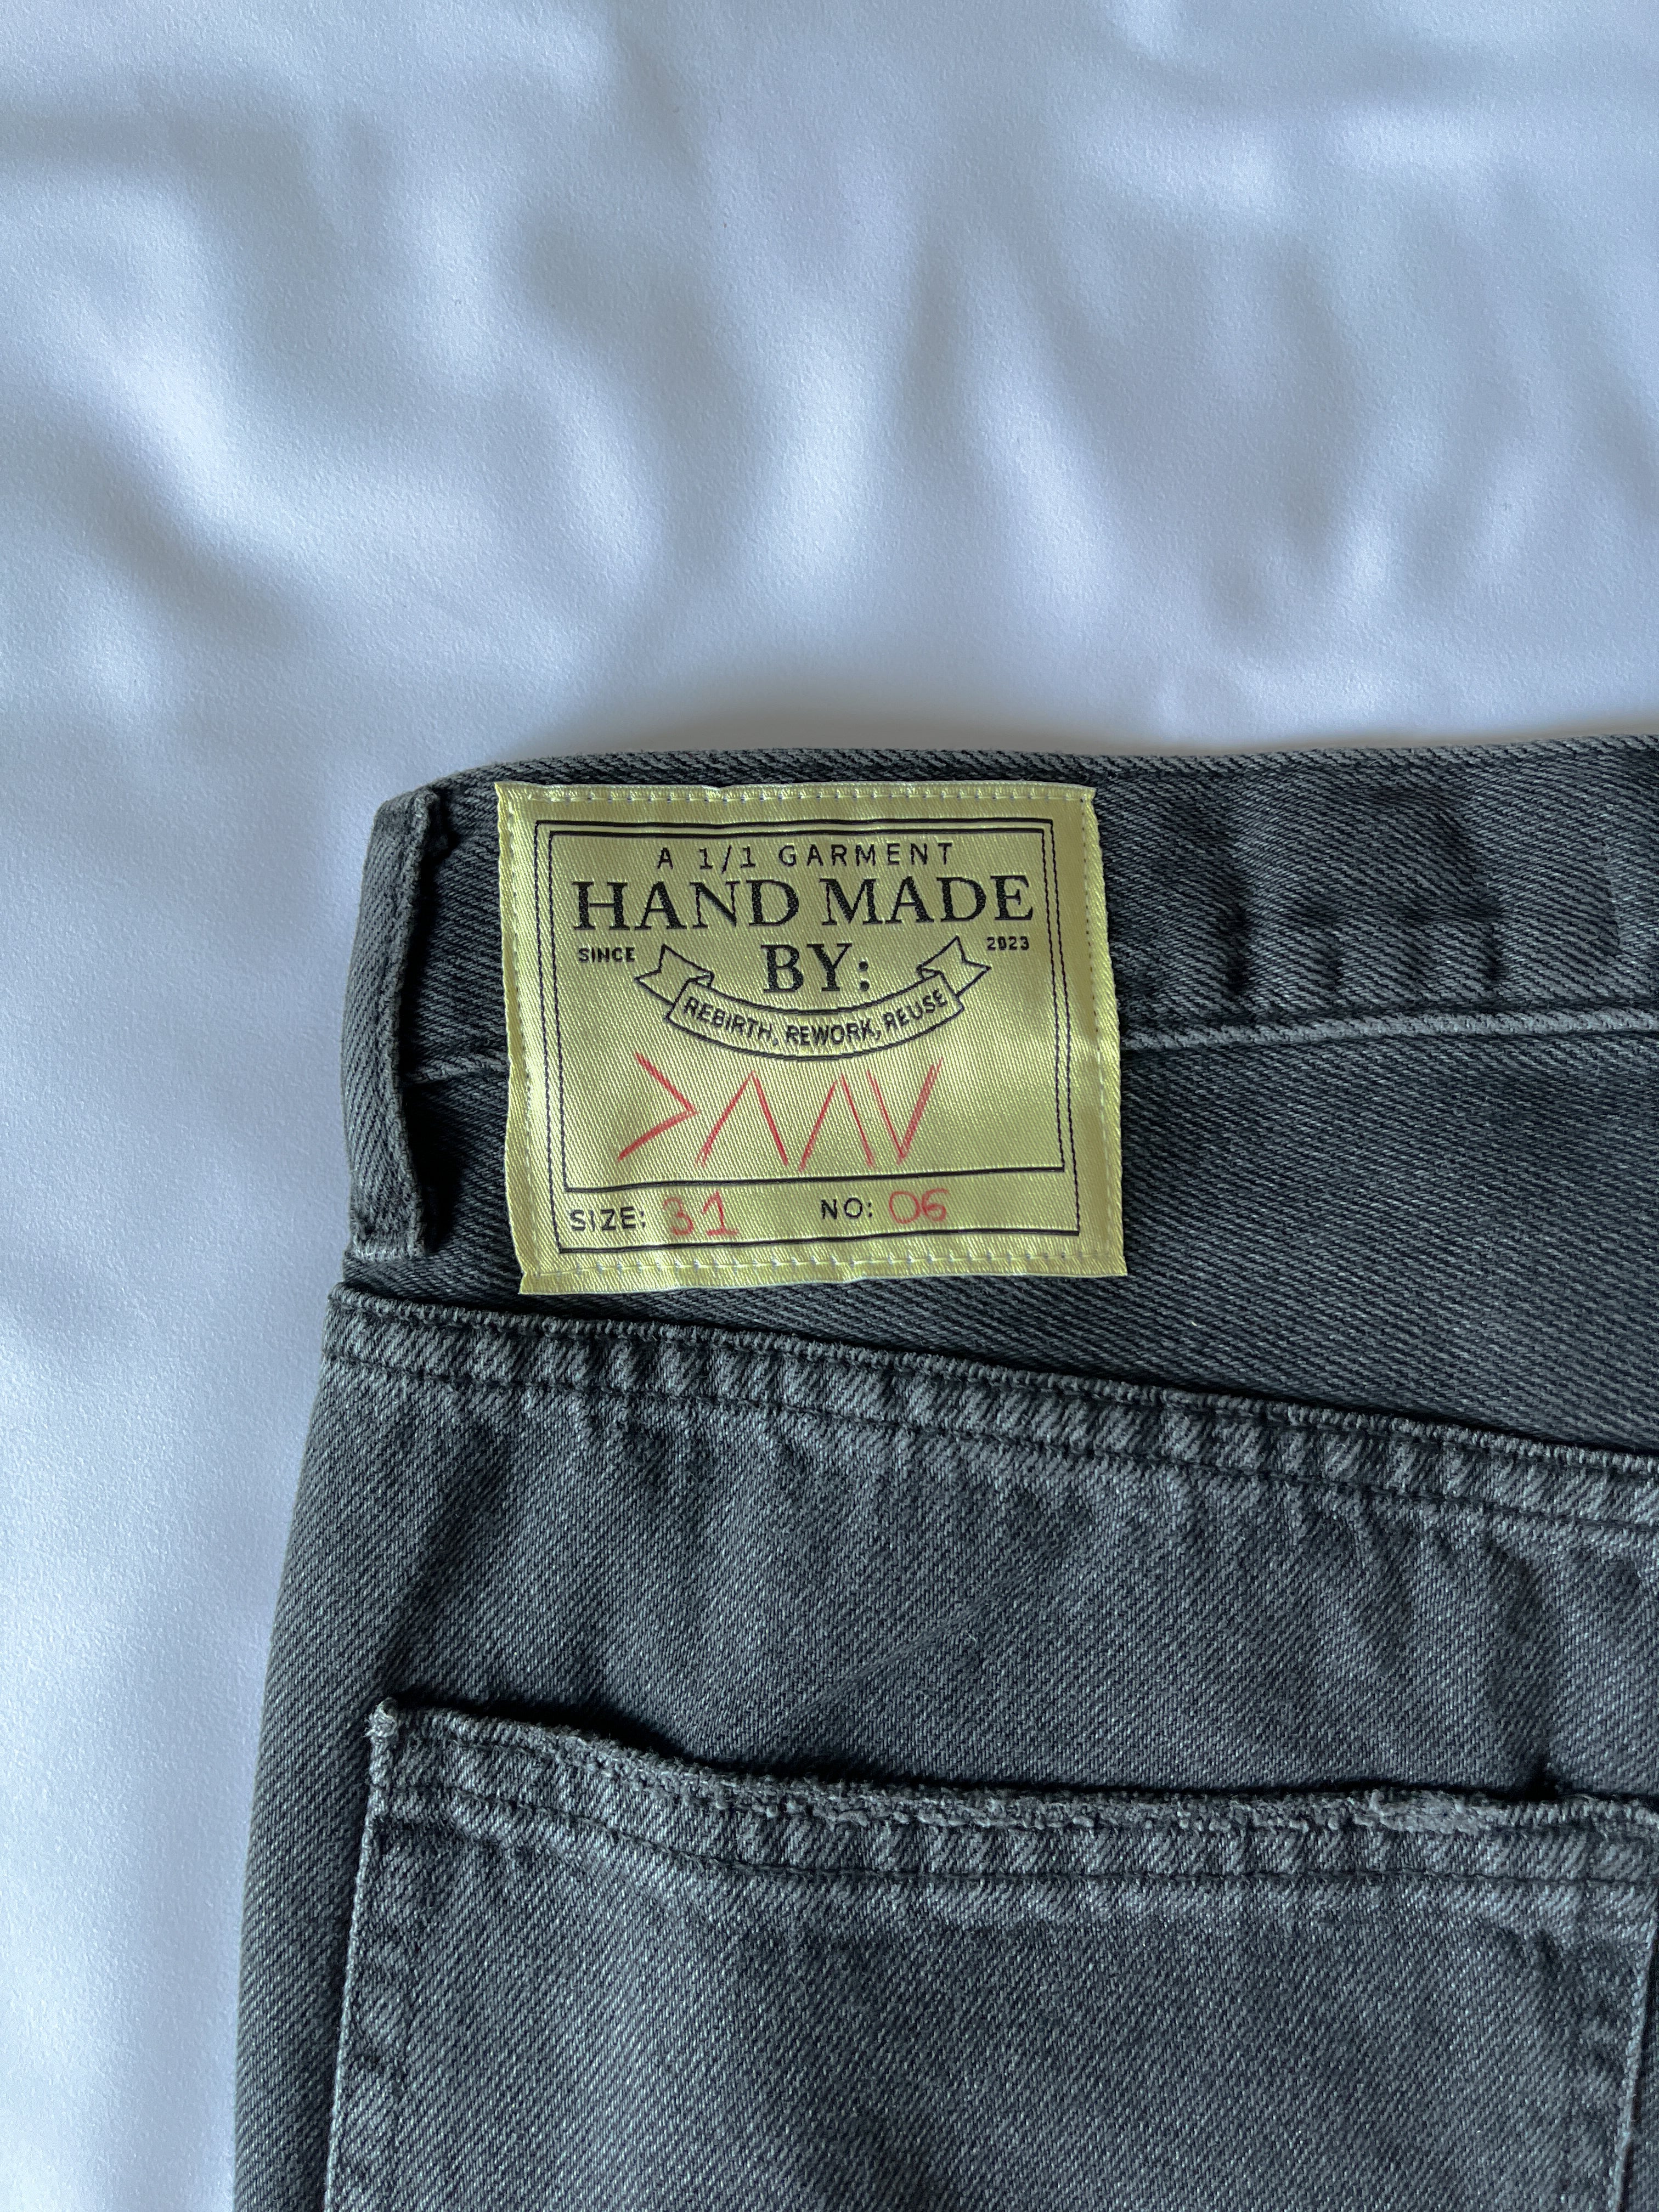 A 1/1 GARMENT
HAND MADE
SINCE BY: 2023
REBIRTH, REWORK, REUSE
SIZE: 31 NO: 06